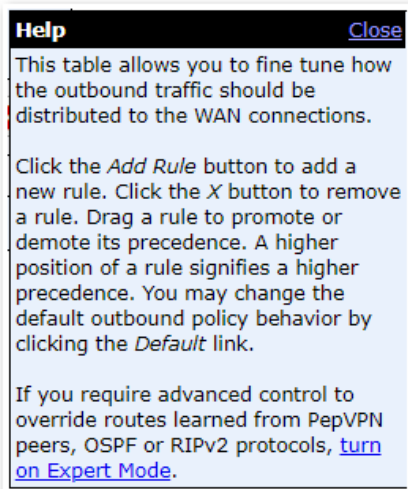 Help Close
This table allows you to fine tune how
the outbound traffic should be
distributed to the WAN connections.
Click the Add Rule button to add a
new rule. Click the X button to remove
a rule. Drag a rule to promote or
demote its precedence. A higher
position of a rule signifies a higher
precedence. You may change the
default outbound policy behavior by
clicking the Default link.
If you require advanced control to
override routes learned from PepVPN
peers, OSPF or RIPv2 protocols, turn
on Expert Mode.